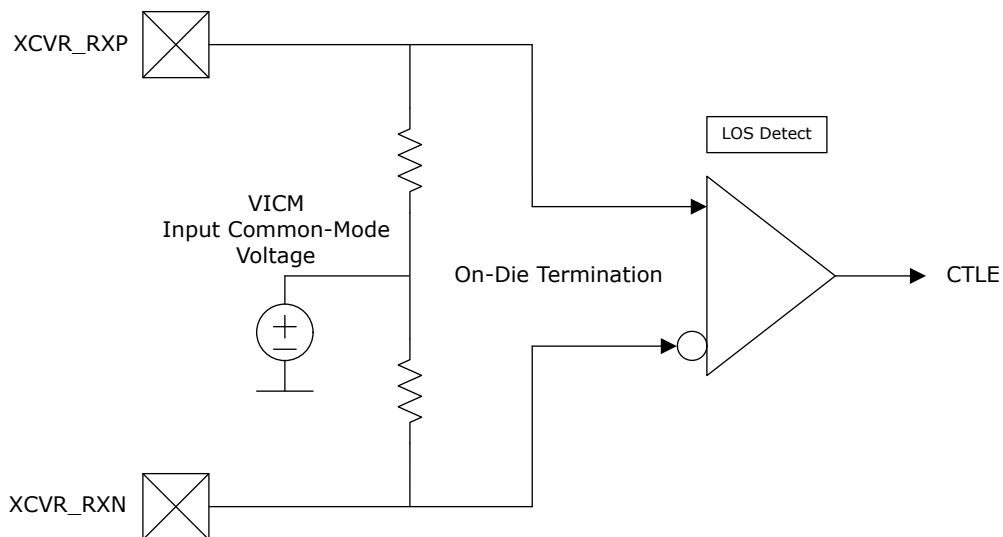 XCVR_RXP
LOS Detect
VICM
Input Common-Mode
Voltage
On-Die Termination
CTLE
XCVR_RXN